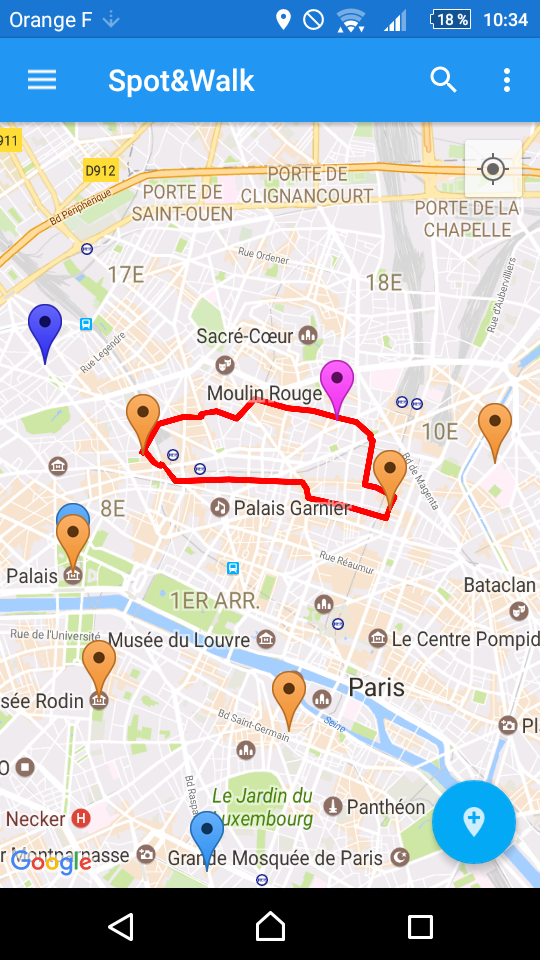 Orange F
18 %
10:34
Spot&Walk
911
D912
PORTE DE
CLIGNANCOURT
PORTE DE
SAINT-OUEN
Bd Périphérique
PORTE DE LA
CHAPELLE
Rue Ordener
17E
18E
Rue d'Aubervilliers
Sacré-Cœur
Rue Legendre
Moulin Rouge
10E
Bd de Magenta
8E
Palais Garnier
Rue Réaumur
Palais
Bataclan
1ER ARR.
Rue de l'Université
Musée du Louvre
Le Centre Pompid
Paris
sée Rodin
Bd Saint-Germain
Seine
Pl
O
Bd Raspa
Le Jardin du
uxembourg
Panthéon
Necker
H
r Montparnasse
Grande Mosquée de Paris
Google